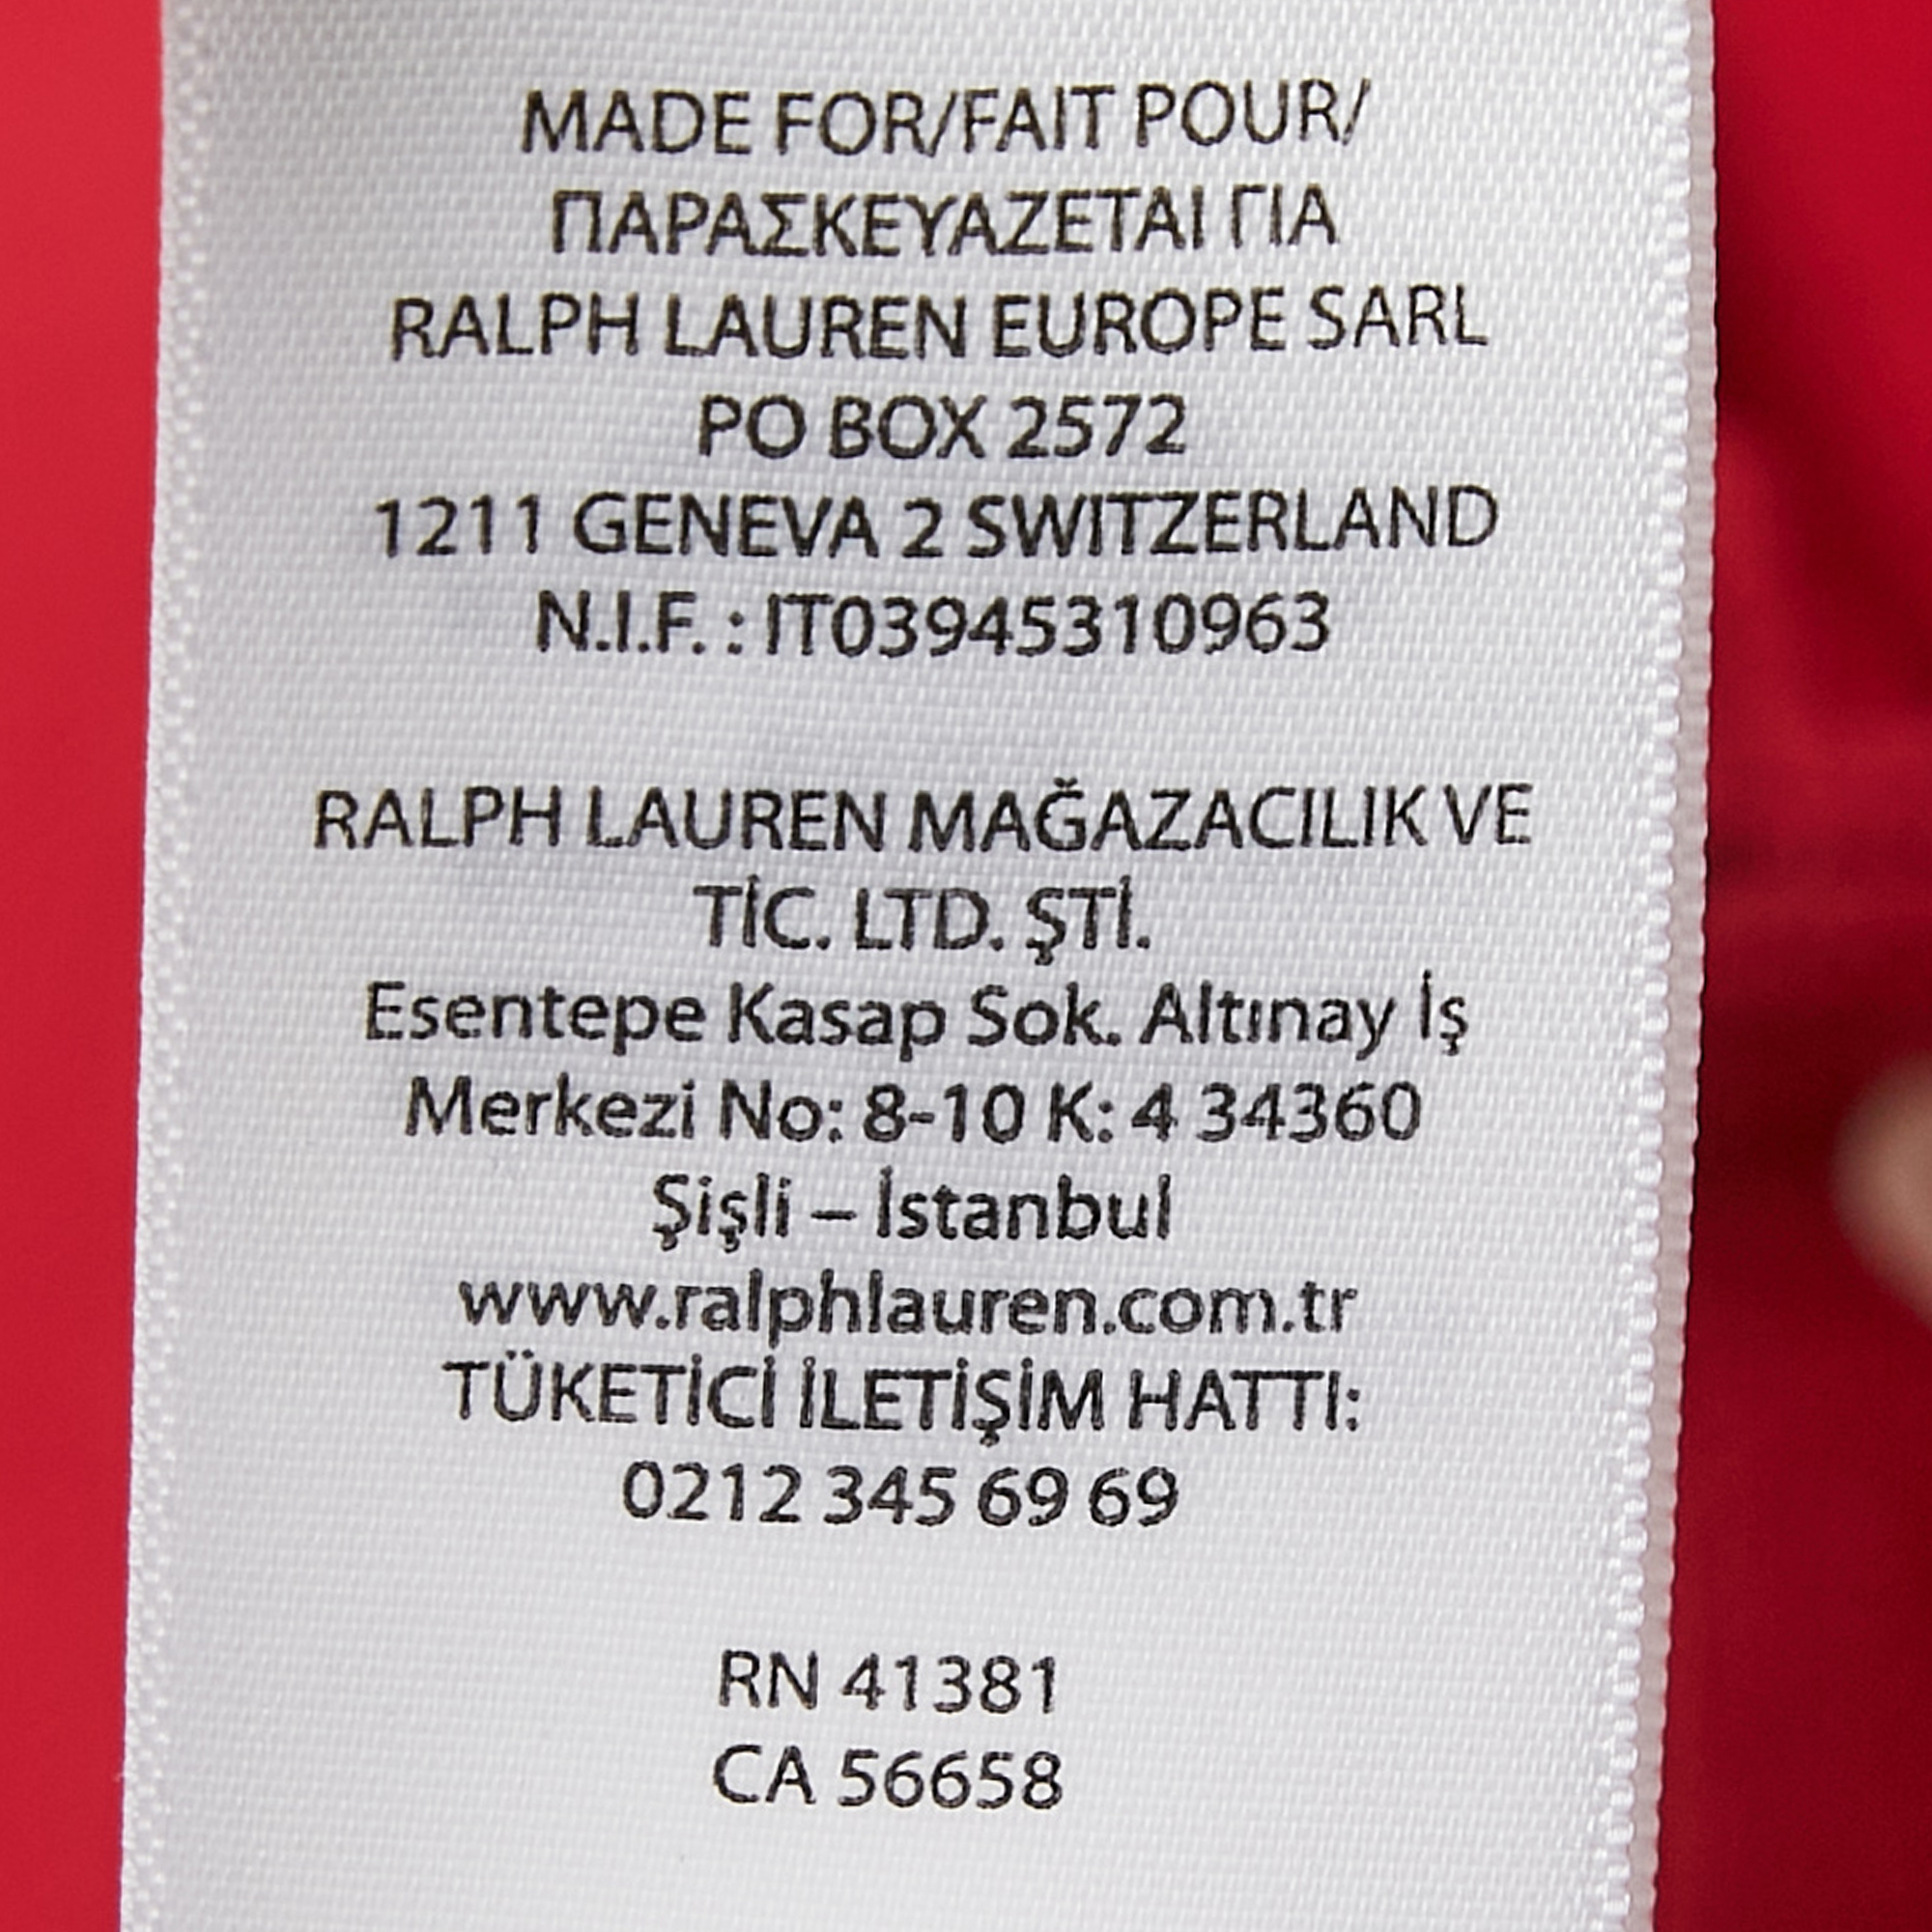 MADE FOR/FAIT POUR/
ΠΑΡΑΣΚΕΥΑΖΕΤΑΙ ΓΙΑ
RALPH LAUREN EUROPE SARL
PO BOX 2572
1211 GENEVA 2 SWITZERLAND
N.I.F. : IT03945310963
RALPH LAUREN MAĞAZACILIK VE
TİC. LTD. ŞTİ.
Esentepe Kasap Sok. Altınay İş
Merkezi No: 8-10 K: 4 34360
Şişli – İstanbul
www.ralphlauren.com.tr
TÜKETİCİ İLETİŞİM HATTI:
0212 345 69 69
RN 41381
CA 56658